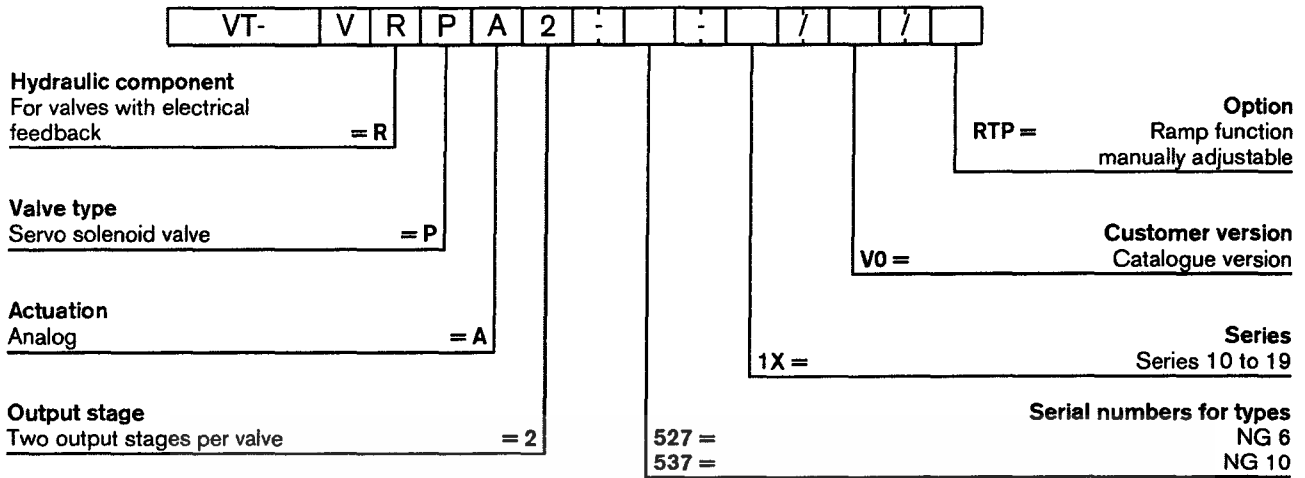 VT- V R P A 2 - - / /
Hydraulic component
For valves with electrical
feedback = R
Valve type
Servo solenoid valve = P
Actuation
Analog = A
Output stage
Two output stages per valve = 2
Option
RTP = Ramp function
manually adjustable
Customer version
V0 = Catalogue version
Series
1X = Series 10 to 19
Serial numbers for types
527 = NG 6
537 = NG 10